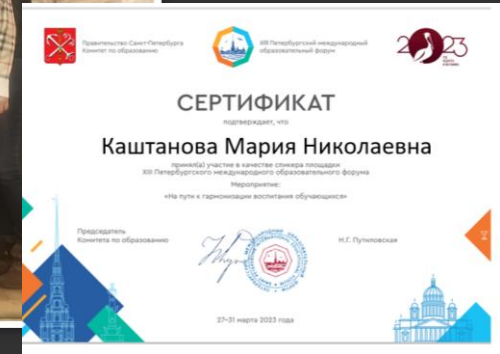 Правительство Санкт-Петербурга
Комитет по образованию
XIII Петербургский международный
образовательный форум
2023
СЕРТИФИКАТ
подтверждает, что
Каштанова Мария Николаевна
принял(а) участие в качестве спикера площадки
XIII Петербургского международного образовательного форума
Мероприятие:
«На пути к гармонизации воспитания обучающихся»
Председатель
Комитета по образованию
Н.Г. Путиловская
27–31 марта 2023 года